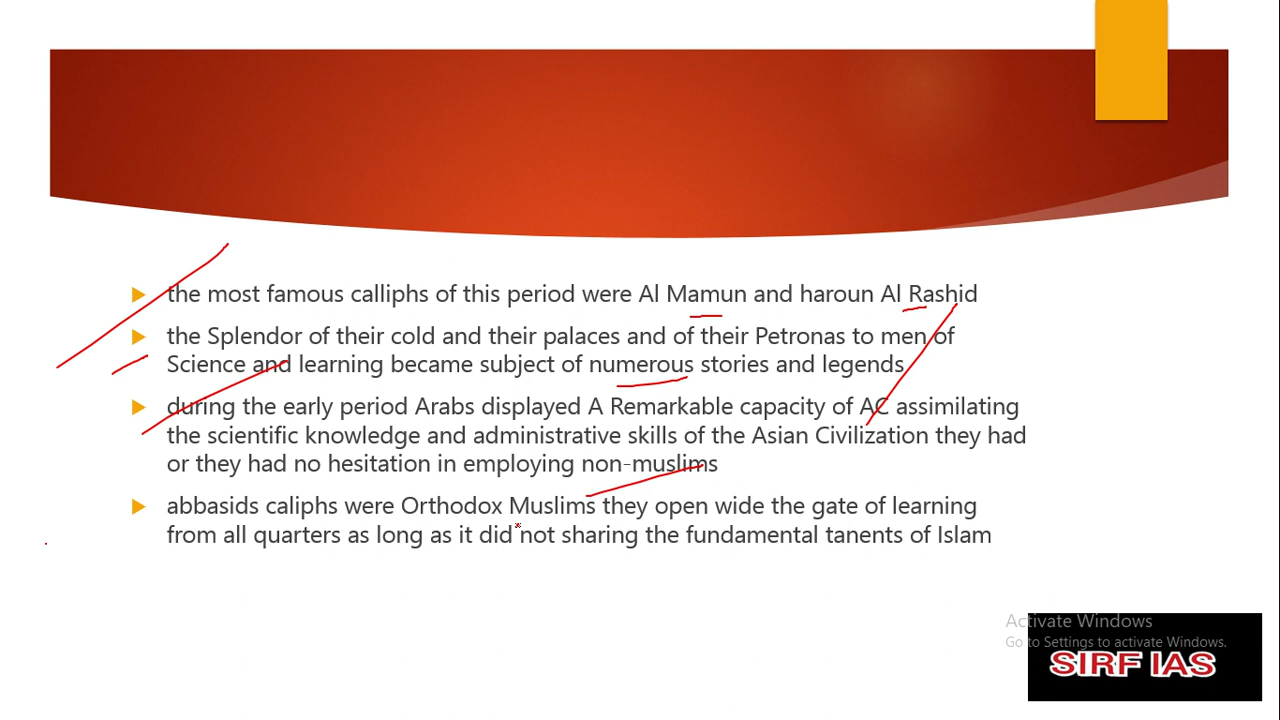 the most famous calliphs of this period were Al Mamun and haroun Al Rashid
the Splendor of their cold and their palaces and of their Petronas to men of
Science and learning became subject of numerous stories and legends
during the early period Arabs displayed A Remarkable capacity of AC assimilating
the scientific knowledge and administrative skills of the Asian Civilization they had
or they had no hesitation in employing non-muslims
abbasids caliphs were Orthodox Muslims they open wide the gate of learning
from all quarters as long as it did not sharing the fundamental tanents of Islam
Activate Windows
Go to Settings to activate Windows.
SIRF IAS